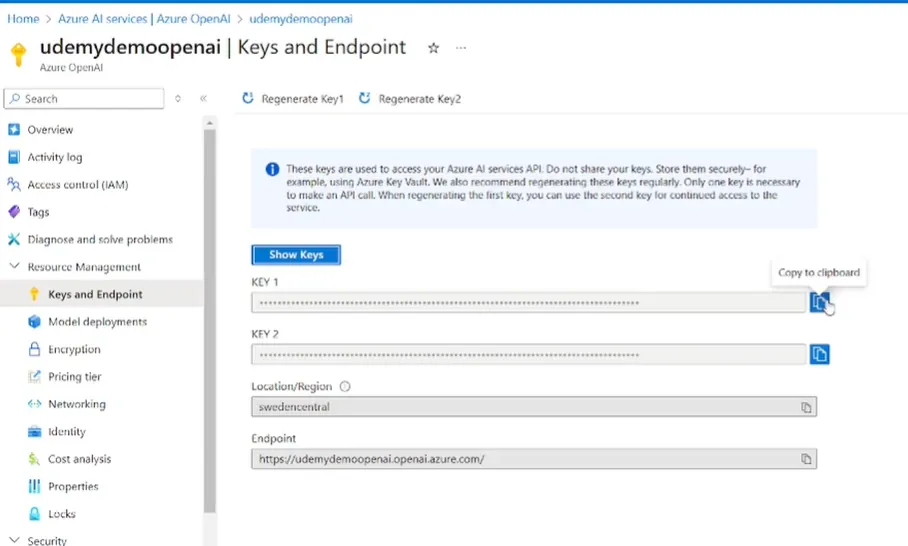 Home > Azure AI services | Azure OpenAI > udemydemoopenai
udemydemoopenai | Keys and Endpoint
Azure OpenAI
Search
Regenerate Key1
Regenerate Key2
Overview
Activity log
Access control (IAM)
Tags
Diagnose and solve problems
Resource Management
Keys and Endpoint
Model deployments
Encryption
Pricing tier
Networking
Identity
Cost analysis
Properties
Locks
Security
These keys are used to access your Azure AI services API. Do not share your keys. Store them securely– for
example, using Azure Key Vault. We also recommend regenerating these keys regularly. Only one key is necessary
to make an API call. When regenerating the first key, you can use the second key for continued access to the
service.
Show Keys
Copy to clipboard
KEY 1
KEY 2
Location/Region
swedencentral
Endpoint
https://udemydemoopenai.openai.azure.com/